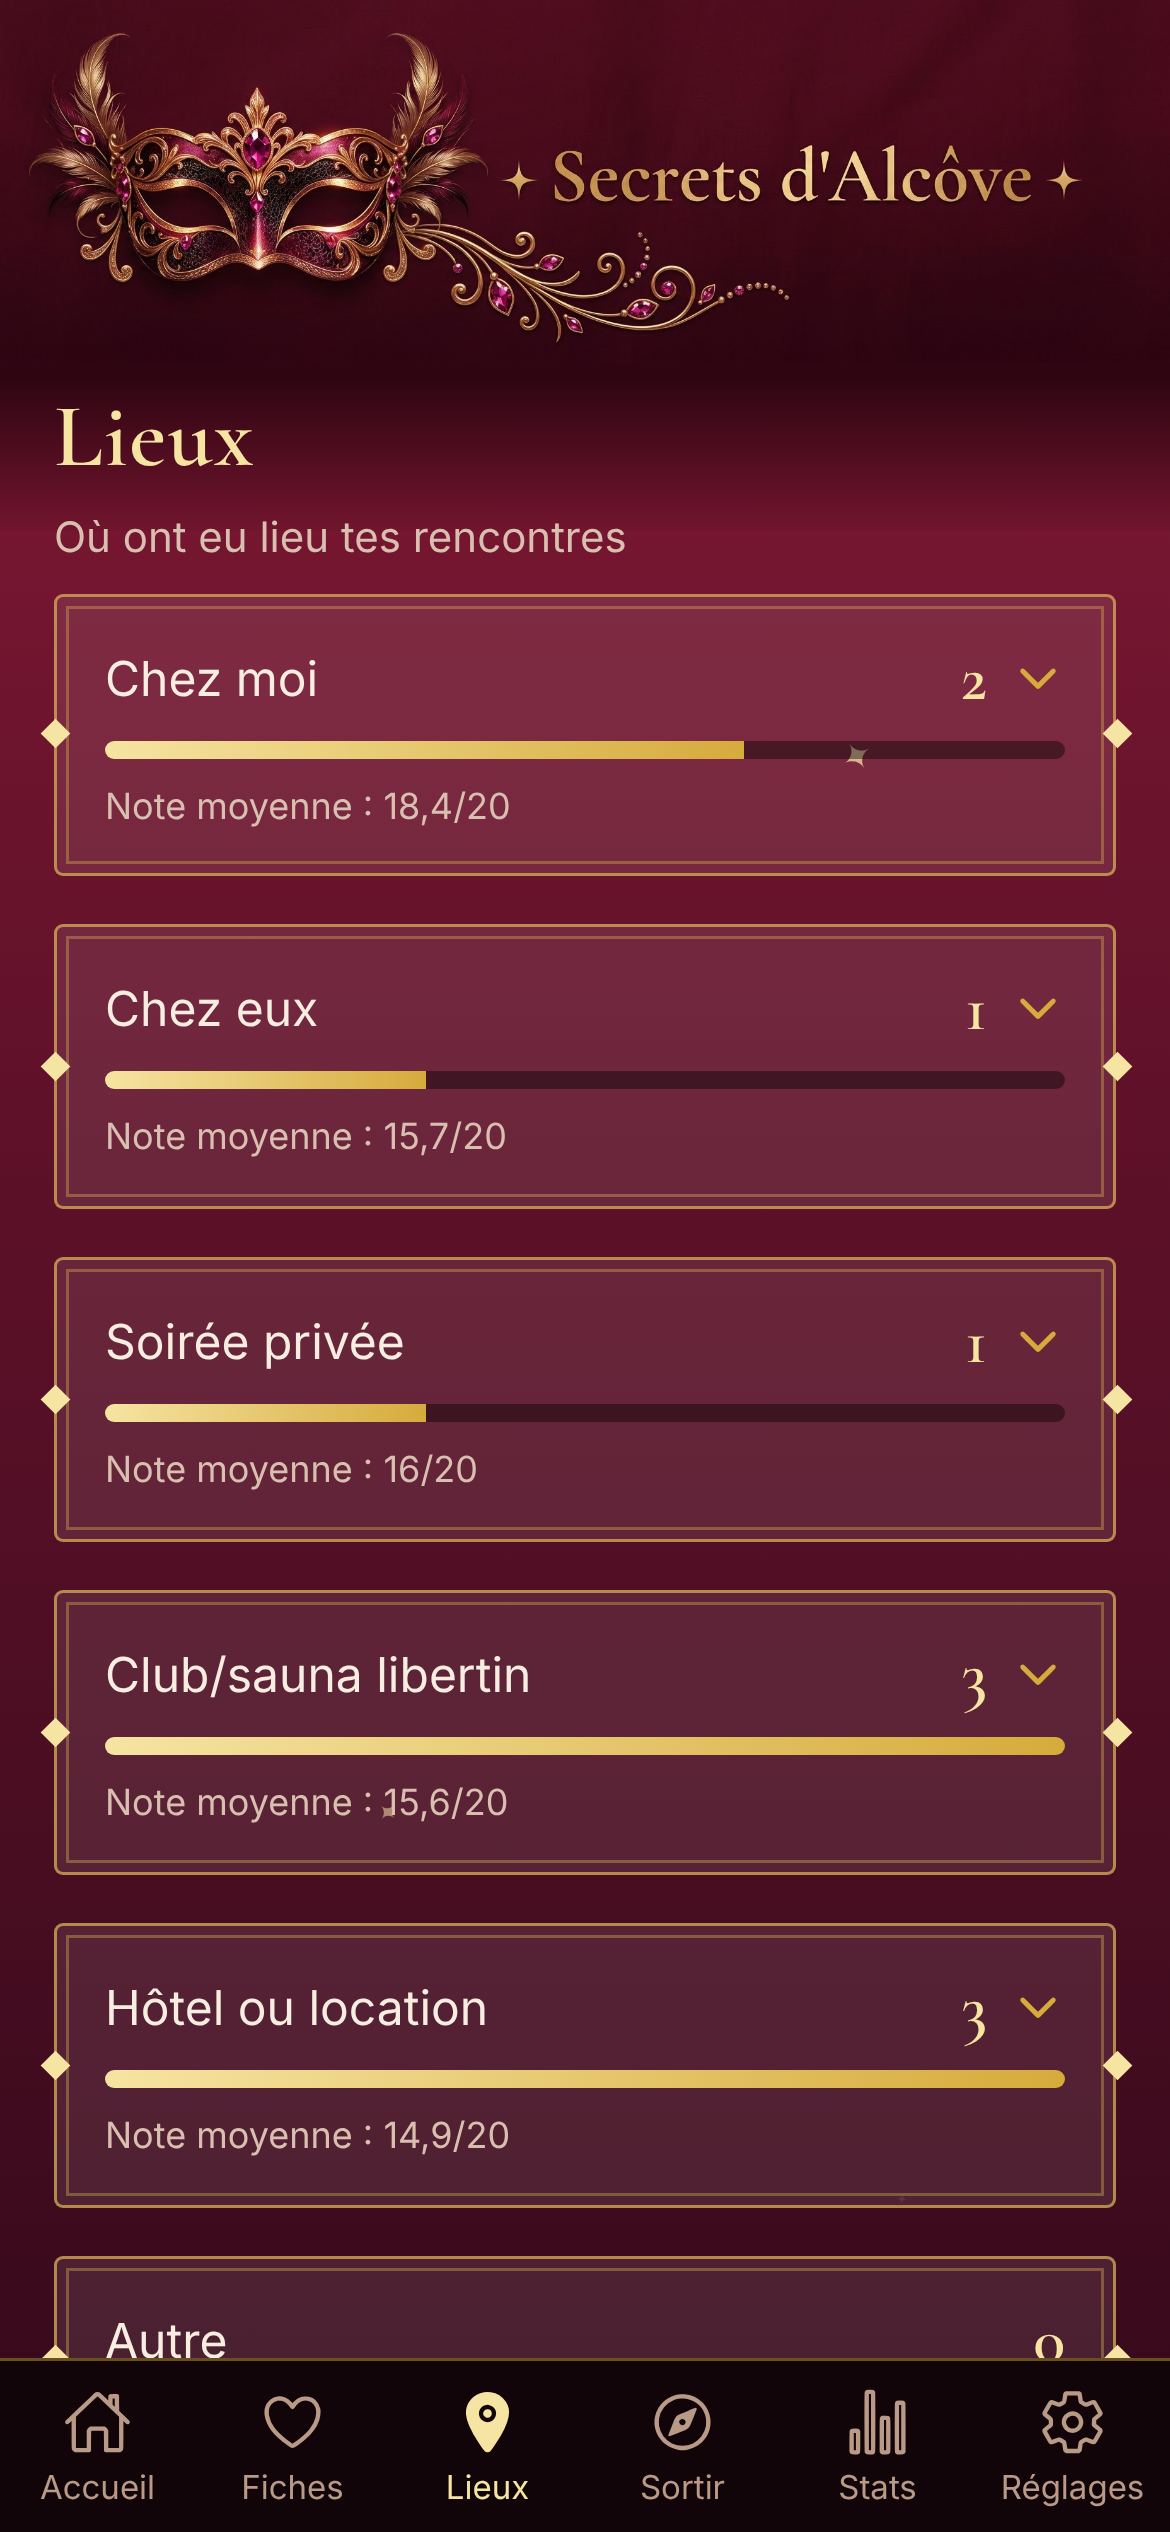 Secrets d'Alcôve
Lieux
Où ont eu lieu tes rencontres
Chez moi
2
Note moyenne : 18,4/20
Chez eux
1
Note moyenne : 15,7/20
Soirée privée
1
Note moyenne : 16/20
Club/sauna libertin
3
Note moyenne : 15,6/20
Hôtel ou location
3
Note moyenne : 14,9/20
Autre
0
Accueil
Fiches
Lieux
Sortir
Stats
Réglages